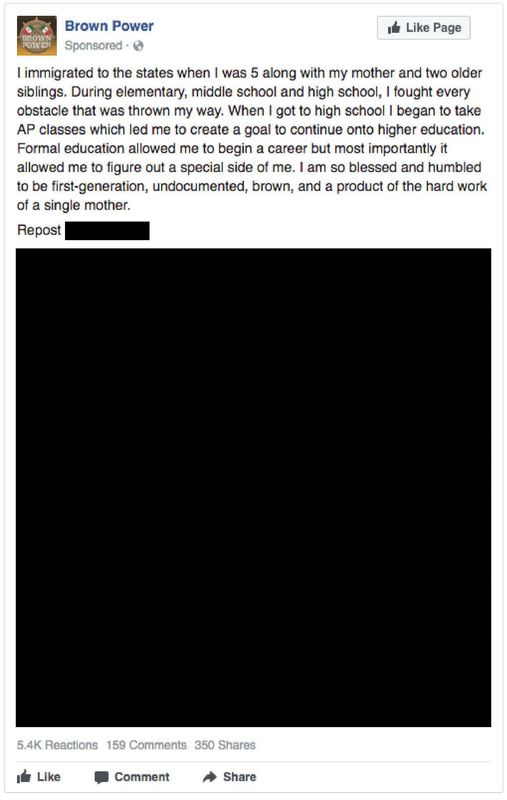 BROWN
POWER
Brown Power
Like Page
Sponsored ·
I immigrated to the states when I was 5 along with my mother and two older
siblings. During elementary, middle school and high school, I fought every
obstacle that was thrown my way. When I got to high school I began to take
AP classes which led me to create a goal to continue onto higher education.
Formal education allowed me to begin a career but most importantly it
allowed me to figure out a special side of me. I am so blessed and humbled
to be first-generation, undocumented, brown, and a product of the hard work
of a single mother.
Repost
5.4K Reactions 159 Comments 350 Shares
Like Comment Share